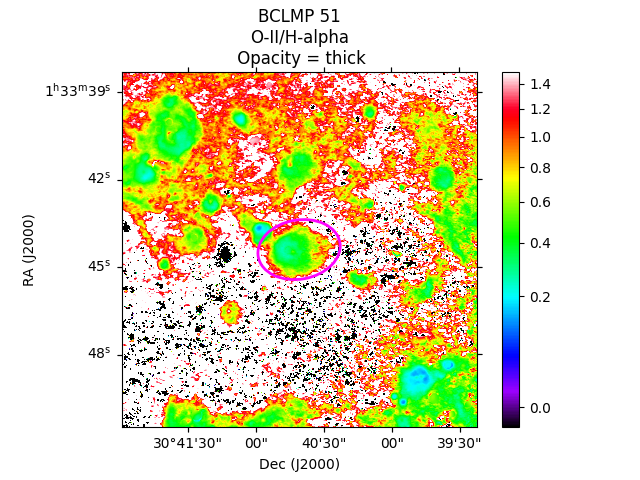 BCLMP 51
O-II/H-alpha
Opacity = thick
1ʰ33ᵐ39ˢ
42ˢ
45ˢ
48ˢ
RA (J2000)
30°41'30" 00" 40'30" 00" 39'30"
Dec (J2000)
1.4
1.2
1.0
0.8
0.6
0.4
0.2
0.0